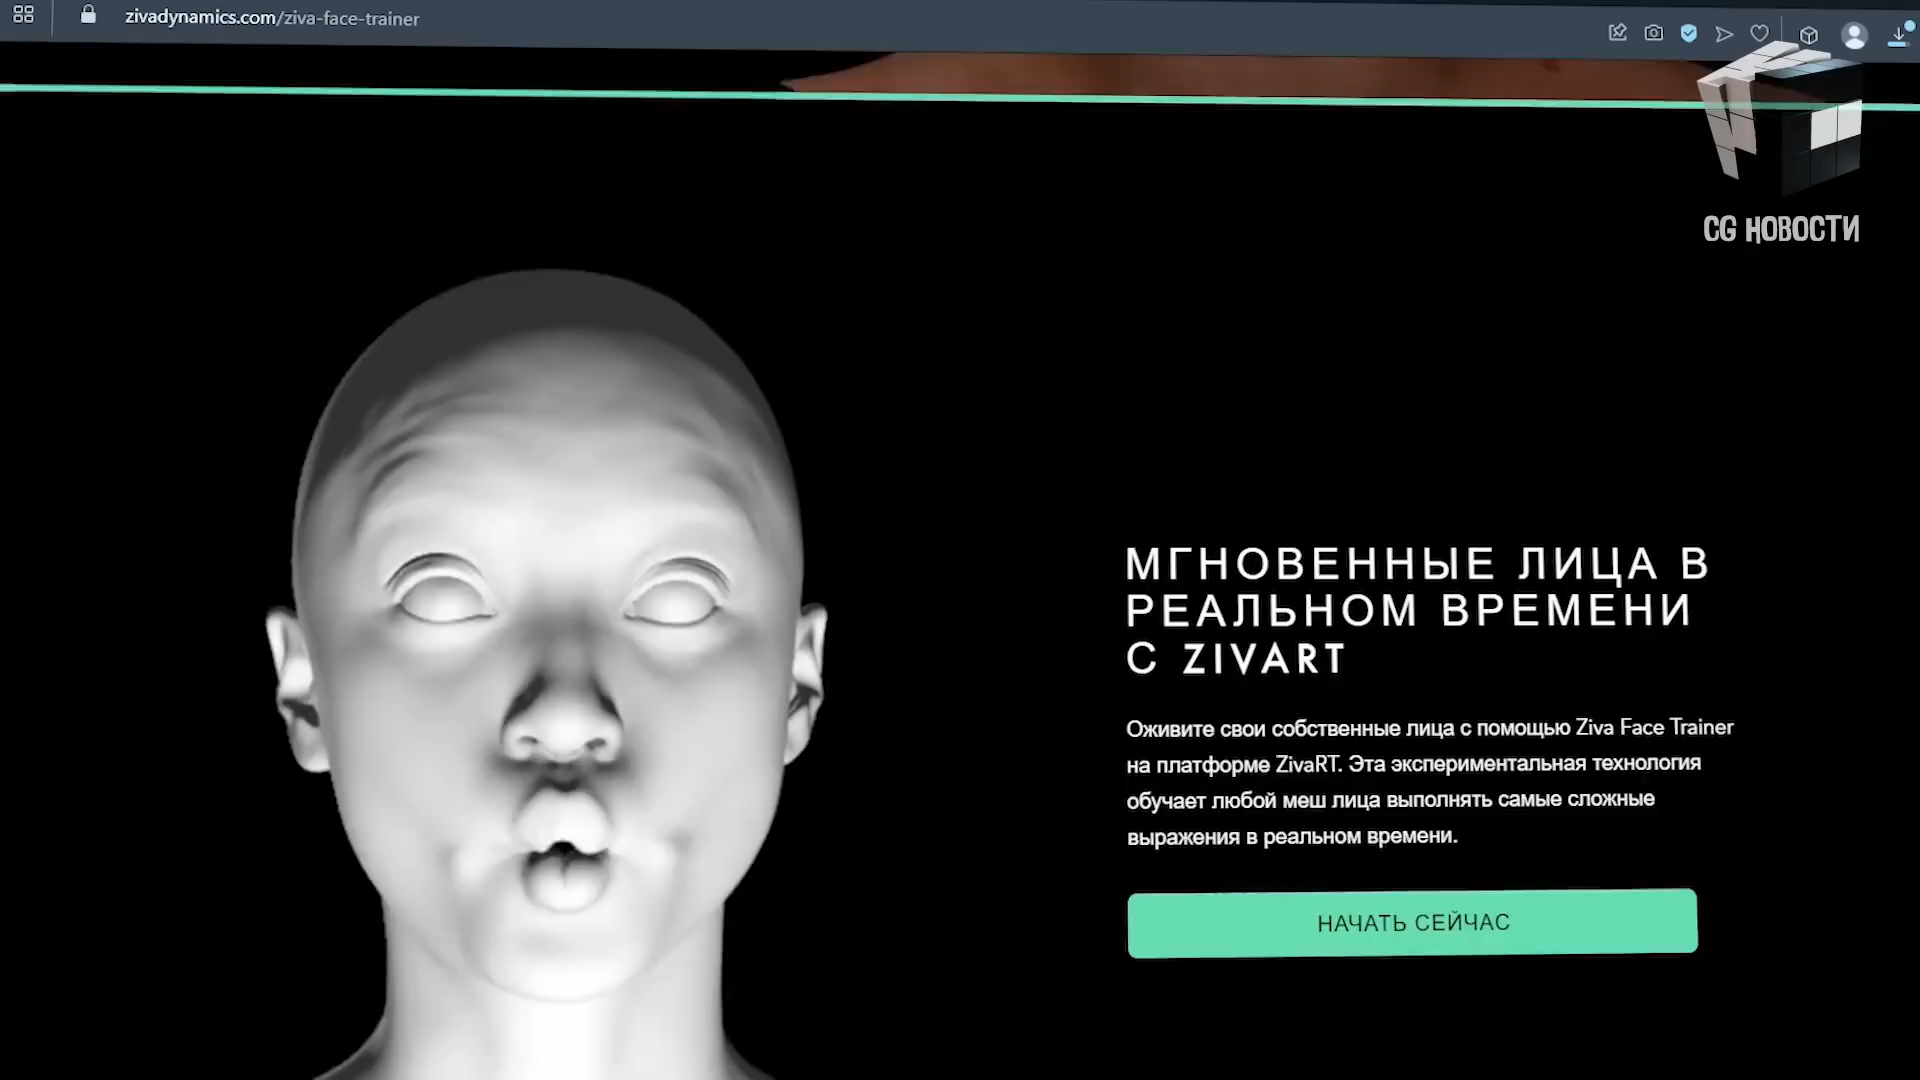 zivadynamics.com/ziva-face-trainer
CG НОВОСТИ
МГНОВЕННЫЕ ЛИЦА В
РЕАЛЬНОМ ВРЕМЕНИ
С ZIVART
Оживите свои собственные лица с помощью Ziva Face Trainer
на платформе ZivaRT. Эта экспериментальная технология
обучает любой меш лица выполнять самые сложные
выражения в реальном времени.
НАЧАТЬ СЕЙЧАС